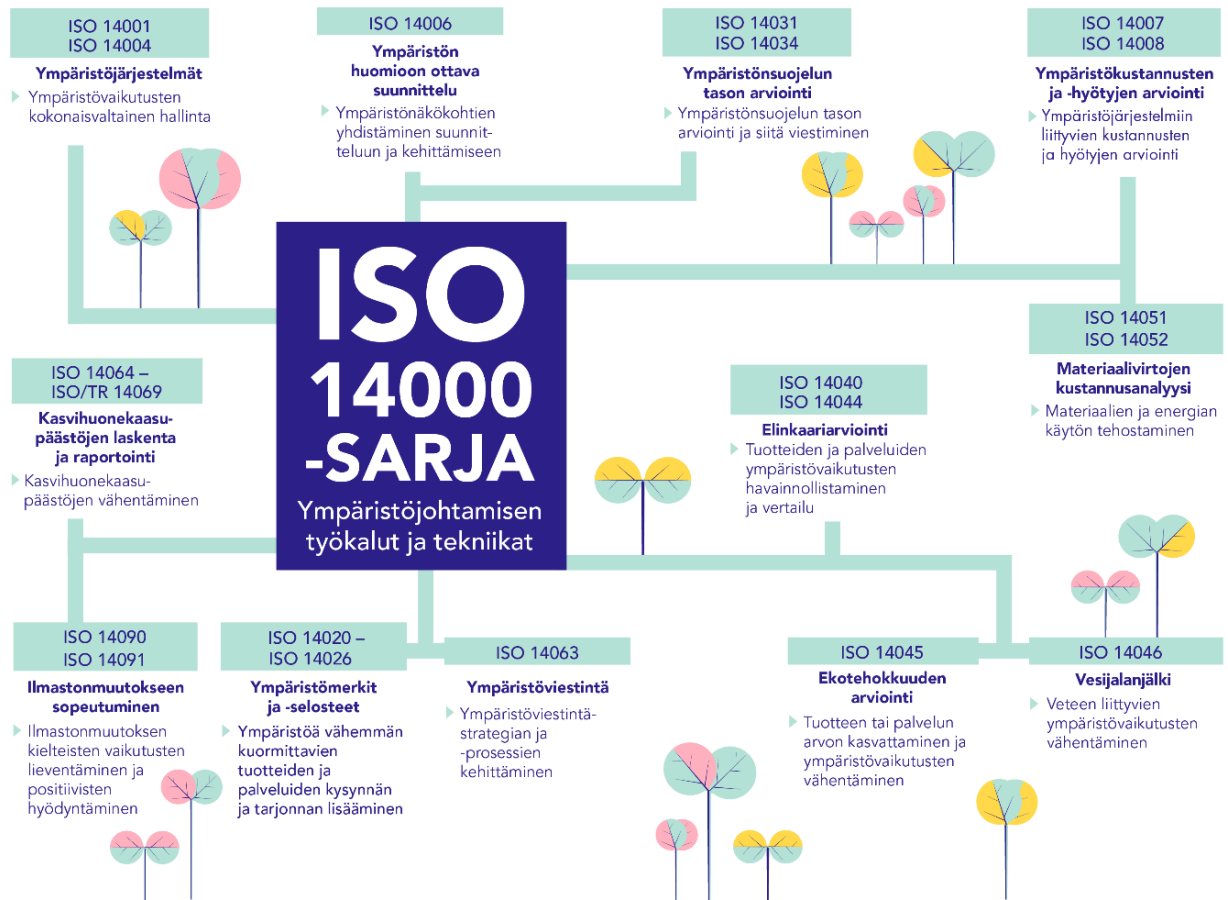 ISO 14001
ISO 14004
Ympäristöjärjestelmät
Ympäristövaikutusten
kokonaisvaltainen hallinta
ISO 14006
Ympäristön
huomioon ottava
suunnittelu
Ympäristönäkökohtien
yhdistäminen suunnit-
teluun ja kehittämiseen
ISO 14031
ISO 14034
Ympäristönsuojelun
tason arviointi
Ympäristönsuojelun tason
arviointi ja siitä viestiminen
ISO 14007
ISO 14008
Ympäristökustannusten
ja -hyötyjen arviointi
Ympäristöjärjestelmiin
liittyvien kustannusten
ja hyötyjen arviointi
ISO
14000
-SARJA
Ympäristöjohtamisen
työkalut ja tekniikat
ISO 14064 –
ISO/TR 14069
Kasvihuonekaasu-
päästöjen laskenta
ja raportointi
Kasvihuonekaasu-
päästöjen vähentäminen
ISO 14040
ISO 14044
Elinkaariarviointi
Tuotteiden ja palveluiden
ympäristövaikutusten
havainnollistaminen
ja vertailu
ISO 14051
ISO 14052
Materiaalivirtojen
kustannusanalyysi
Materiaalien ja energian
käytön tehostaminen
ISO 14090
ISO 14091
Ilmastonmuutokseen
sopeutuminen
Ilmastonmuutoksen
kielteisten vaikutusten
lieventäminen ja
positiivisten
hyödyntäminen
ISO 14020 –
ISO 14026
Ympäristömerkit
ja -selosteet
Ympäristöä vähemmän
kuormittavien
tuotteiden ja
palveluiden kysynnän
ja tarjonnan lisääminen
ISO 14063
Ympäristöviestintä
Ympäristöviestintä-
strategian ja
-prosessien
kehittäminen
ISO 14045
Ekotehokkuuden
arviointi
Tuotteen tai palvelun
arvon kasvattaminen ja
ympäristövaikutusten
vähentäminen
ISO 14046
Vesijalanjälki
Veteen liittyvien
ympäristövaikutusten
vähentäminen